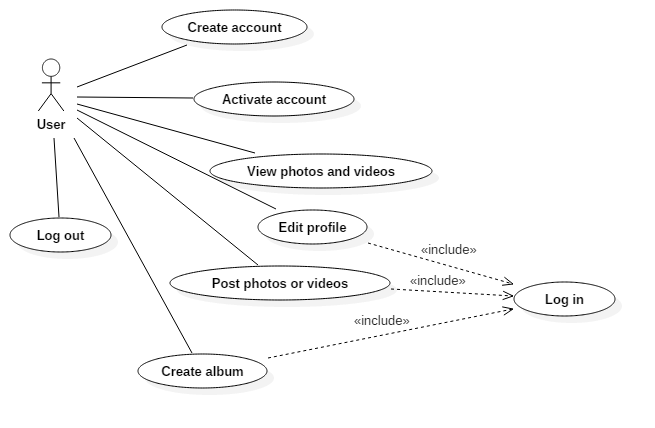 Create account
Activate account
User
View photos and videos
Edit profile
Log out
«include»
Post photos or videos
«include»
Log in
«include»
Create album